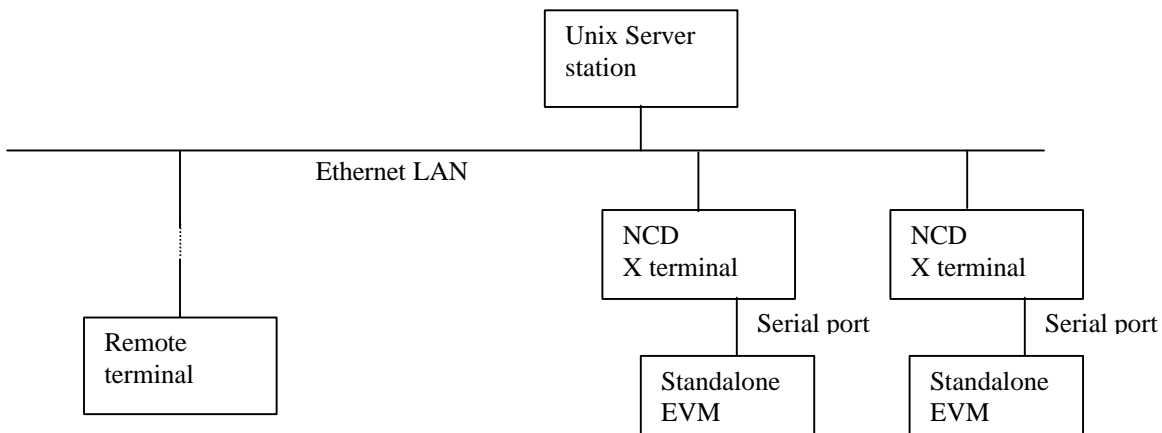 Unix Server
station
Ethernet LAN
NCD
X terminal
NCD
X terminal
Serial port
Serial port
Remote
terminal
Standalone
EVM
Standalone
EVM